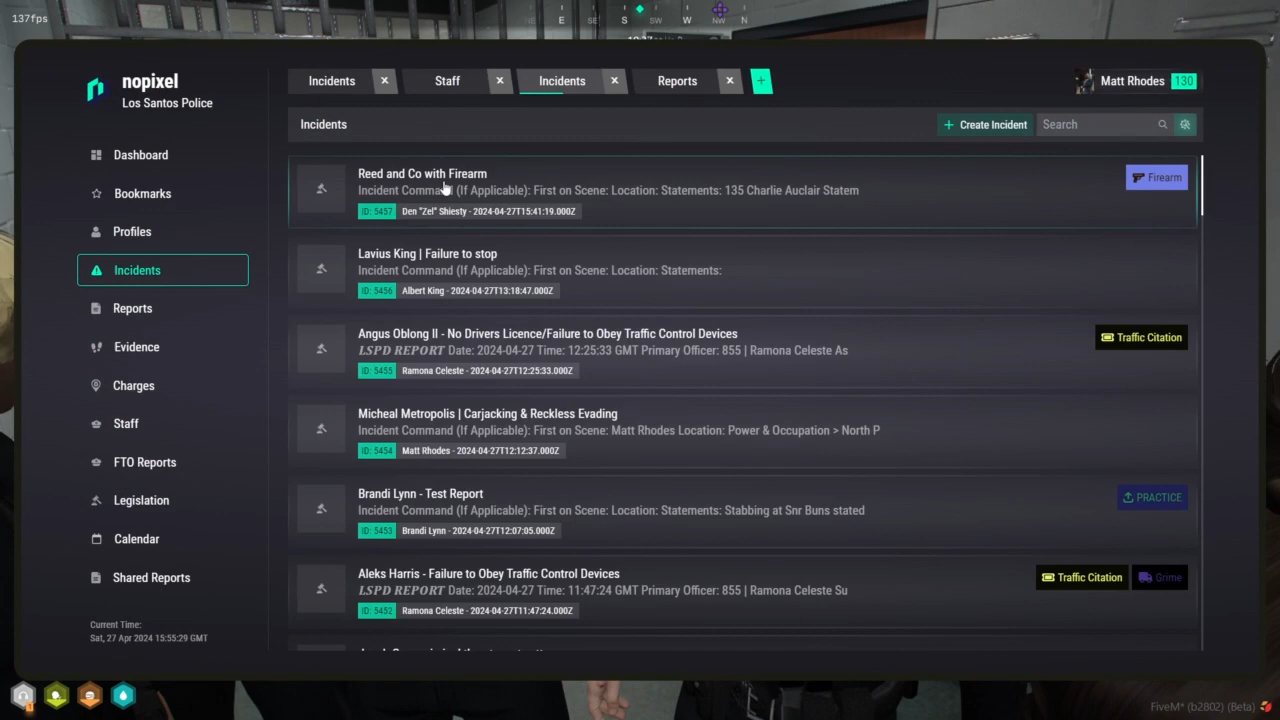 137fps
NE E SE S SW W NW N
nopixel
Los Santos Police
Incidents
Staff
Incidents
Reports
Matt Rhodes 130
Incidents
Create Incident
Search
Dashboard
Bookmarks
Profiles
Incidents
Reports
Evidence
Charges
Staff
FTO Reports
Legislation
Calendar
Shared Reports
Current Time:
Sat, 27 Apr 2024 15:55:29 GMT
Reed and Co with Firearm
Incident Command (If Applicable): First on Scene: Location: Statements: 135 Charlie Auclair Statem
ID: 5457 Den "Zel" Shiesty - 2024-04-27T15:41:19.000Z
Firearm
Lavius King | Failure to stop
Incident Command (If Applicable): First on Scene: Location: Statements:
ID: 5456 Albert King - 2024-04-27T13:18:47.000Z
Angus Oblong II - No Drivers Licence/Failure to Obey Traffic Control Devices
LSPD REPORT Date: 2024-04-27 Time: 12:25:33 GMT Primary Officer: 855 | Ramona Celeste As
ID: 5455 Ramona Celeste - 2024-04-27T12:25:33.000Z
Traffic Citation
Micheal Metropolis | Carjacking & Reckless Evading
Incident Command (If Applicable): First on Scene: Matt Rhodes Location: Power & Occupation > North P
ID: 5454 Matt Rhodes - 2024-04-27T12:12:37.000Z
Brandi Lynn - Test Report
Incident Command (If Applicable): First on Scene: Location: Statements: Stabbing at Snr Buns stated
ID: 5453 Brandi Lynn - 2024-04-27T12:07:05.000Z
PRACTICE
Aleks Harris - Failure to Obey Traffic Control Devices
LSPD REPORT Date: 2024-04-27 Time: 11:47:24 GMT Primary Officer: 855 | Ramona Celeste Su
ID: 5452 Ramona Celeste - 2024-04-27T11:47:24.000Z
Traffic Citation Grime
FiveM* (b2802) (Beta)